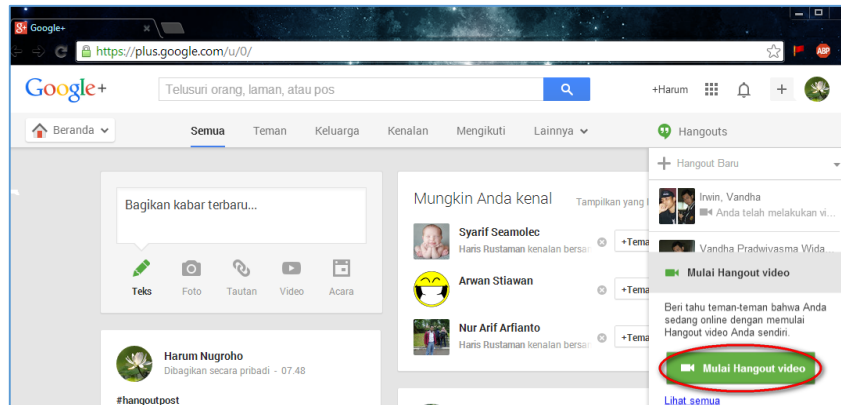 Google+
https://plus.google.com/u/0/
Google+
Telusuri orang, laman, atau pos
+Harum
Beranda
Semua
Teman
Keluarga
Kenalan
Mengikuti
Lainnya
Hangouts
Hangout Baru
Irwin, Vandha
Anda telah melakukan vi...
Vandha Pradwivasma Wida...
Mulai Hangout video
Beri tahu teman-teman bahwa Anda
sedang online dengan memulai
Hangout video Anda sendiri.
Mulai Hangout video
Lihat semua
Bagikan kabar terbaru...
Teks
Foto
Tautan
Video
Acara
Mungkin Anda kenal
Tampilkan yang
Syarif Seamolec
Haris Rustaman kenalan bersa
+Tema
Arwan Stiawan
+Tema
Nur Arif Arfianto
Haris Rustaman kenalan bersa
+Tema
Harum Nugroho
Dibagikan secara pribadi - 07.48
#hangoutpost
ABP